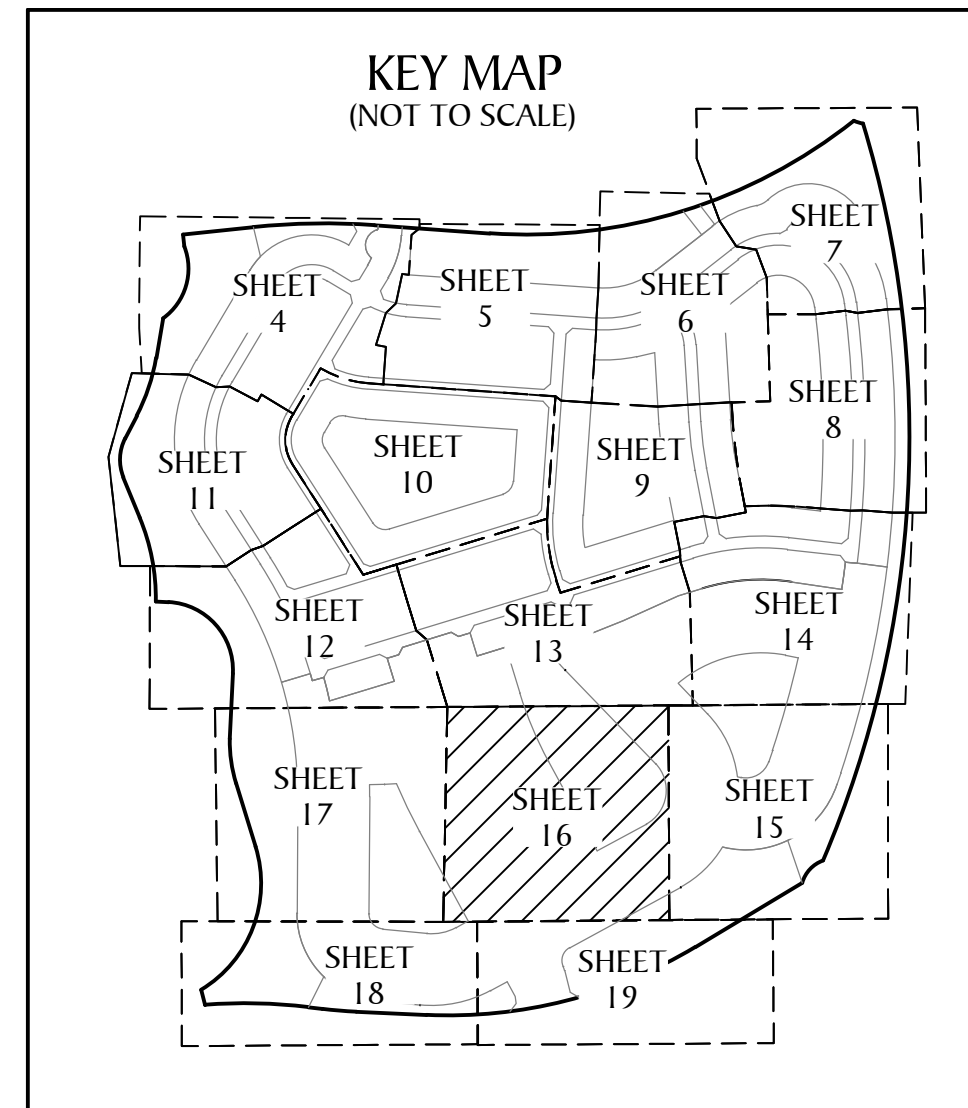 KEY MAP
(NOT TO SCALE)
SHEET
7
SHEET
4
SHEET
5
SHEET
6
SHEET
8
SHEET
10
SHEET
9
SHEET
11
SHEET
12
SHEET
13
SHEET
14
SHEET
17
SHEET
16
SHEET
15
SHEET
18
SHEET
19